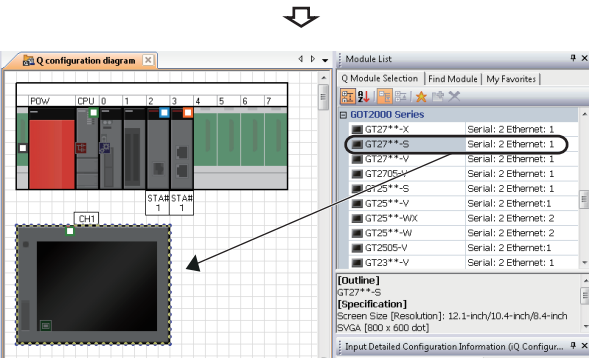 Q configuration diagram
POW CPU 0 1 2 3 4 5 6 7
STA# STA#
1 1
CH1
Module List
Q Module Selection Find Module My Favorites
GOT2000 Series
GT27**-X Serial: 2 Ethernet: 1
GT27**-S Serial: 2 Ethernet: 1
GT27**-V Serial: 2 Ethernet: 1
GT2705-V Serial: 2 Ethernet: 1
GT25**-S Serial: 2 Ethernet: 1
GT25**-V Serial: 2 Ethernet:1
GT25**-WX Serial: 2 Ethernet: 2
GT25**-W Serial: 2 Ethernet: 2
GT2505-V Serial: 2 Ethernet:1
GT23**-V Serial: 2 Ethernet: 1
[Outline]
GT27**-S
[Specification]
Screen Size [Resolution]: 12.1-inch/10.4-inch/8.4-inch
SVGA [800 x 600 dot]
Input Detailed Configuration Information (iQ Configur...